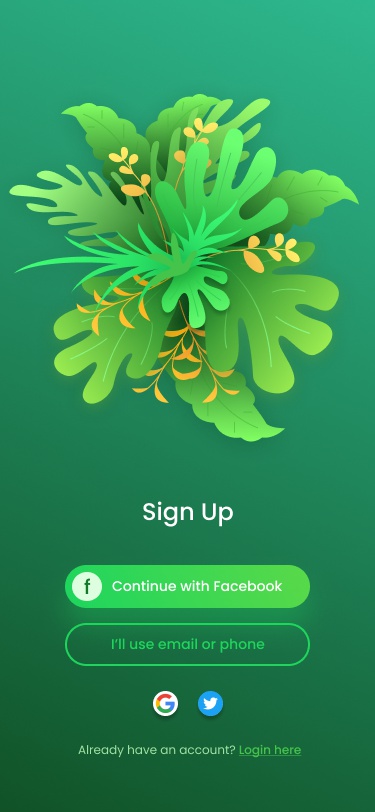 Sign Up
f Continue with Facebook
I'll use email or phone
G
Already have an account? Login here